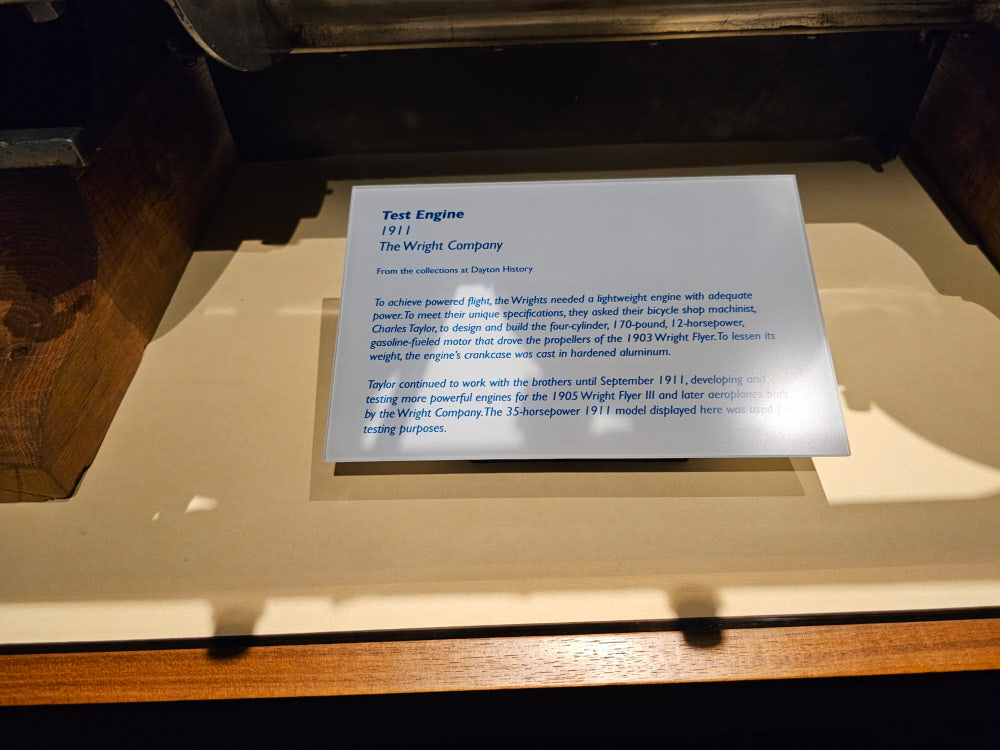 Test Engine
1911
The Wright Company
From the collections at Dayton History
To achieve powered flight, the Wrights needed a lightweight engine with adequate
power. To meet their unique specifications, they asked their bicycle shop machinist,
Charles Taylor, to design and build the four-cylinder, 170-pound, 12-horsepower,
gasoline-fueled motor that drove the propellers of the 1903 Wright Flyer. To lessen its
weight, the engine's crankcase was cast in hardened aluminum.
Taylor continued to work with the brothers until September 1911, developing and
testing more powerful engines for the 1905 Wright Flyer III and later aeroplanes built
by the Wright Company. The 35-horsepower 1911 model displayed here was used for
testing purposes.